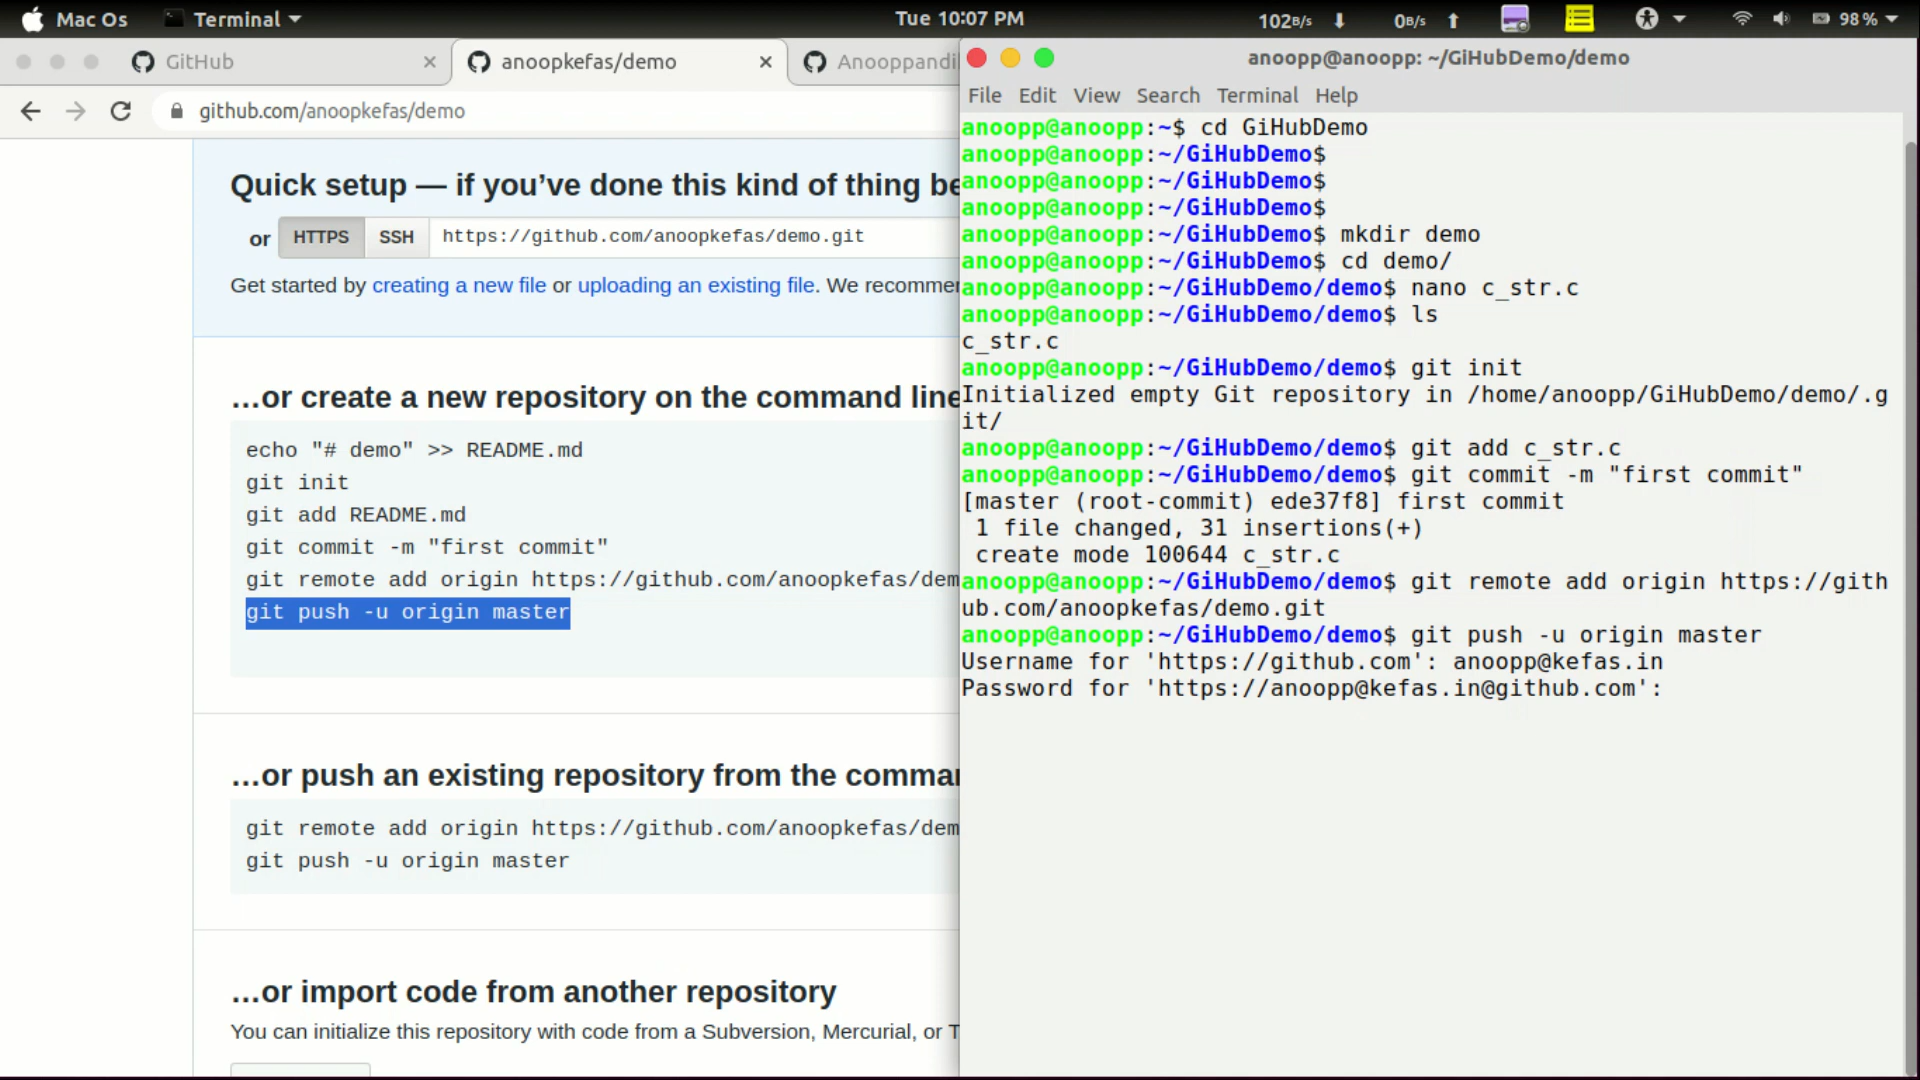 Mac Os
Terminal
Tue 10:07 PM
102B/s
0B/s
98 %
GitHub
anoopkefas/demo
Anooppandi
github.com/anoopkefas/demo
Quick setup — if you’ve done this kind of thing be
or HTTPS SSH https://github.com/anoopkefas/demo.git
Get started by creating a new file or uploading an existing file. We recomme
…or create a new repository on the command line
echo "# demo" >> README.md
git init
git add README.md
git commit -m "first commit"
git remote add origin https://github.com/anoopkefas/dem
git push -u origin master
…or push an existing repository from the comma
git remote add origin https://github.com/anoopkefas/dem
git push -u origin master
…or import code from another repository
You can initialize this repository with code from a Subversion, Mercurial, or T
anoopp@anoopp: ~/GiHubDemo/demo
File Edit View Search Terminal Help
anoopp@anoopp:~$ cd GiHubDemo
anoopp@anoopp:~/GiHubDemo$
anoopp@anoopp:~/GiHubDemo$
anoopp@anoopp:~/GiHubDemo$
anoopp@anoopp:~/GiHubDemo$ mkdir demo
anoopp@anoopp:~/GiHubDemo$ cd demo/
anoopp@anoopp:~/GiHubDemo/demo$ nano c_str.c
anoopp@anoopp:~/GiHubDemo/demo$ ls
c_str.c
anoopp@anoopp:~/GiHubDemo/demo$ git init
Initialized empty Git repository in /home/anoopp/GiHubDemo/demo/.g
it/
anoopp@anoopp:~/GiHubDemo/demo$ git add c_str.c
anoopp@anoopp:~/GiHubDemo/demo$ git commit -m "first commit"
[master (root-commit) ede37f8] first commit
1 file changed, 31 insertions(+)
create mode 100644 c_str.c
anoopp@anoopp:~/GiHubDemo/demo$ git remote add origin https://gith
ub.com/anoopkefas/demo.git
anoopp@anoopp:~/GiHubDemo/demo$ git push -u origin master
Username for 'https://github.com': anoopp@kefas.in
Password for 'https://anoopp@kefas.in@github.com':